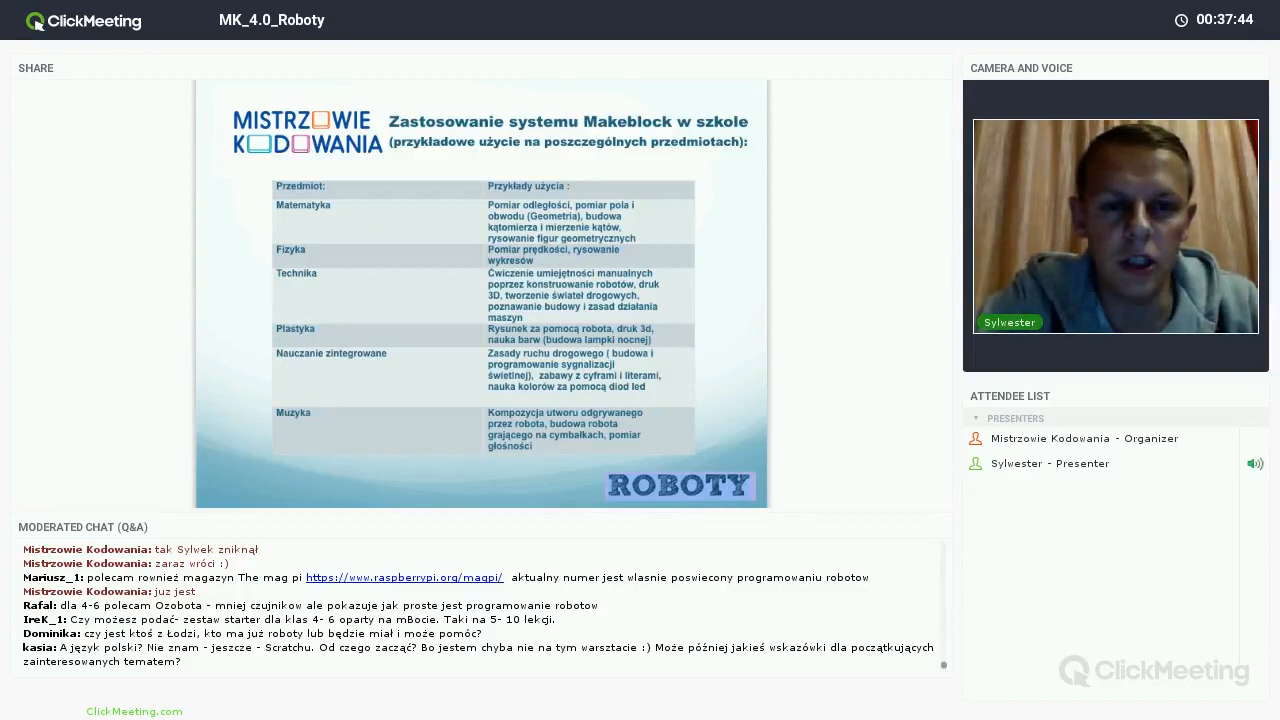 ClickMeeting
MK_4.0_Roboty
00:37:44
SHARE
MISTRZOWIE
KODOWANIA
Zastosowanie systemu Makeblock w szkole
(przykładowe użycie na poszczególnych przedmiotach):
Przedmiot:
Przykłady użycia :
Matematyka
Pomiar odległości, pomiar pola i
obwodu (Geometria), budowa
kątomierza i mierzenie kątów,
rysowanie figur geometrycznych
Fizyka
Pomiar prędkości, rysowanie
wykresów
Technika
Ćwiczenie umiejętności manualnych
poprzez konstruowanie robotów, druk
3D, tworzenie świateł drogowych,
poznawanie budowy i zasad działania
maszyn
Plastyka
Rysunek za pomocą robota, druk 3d,
nauka barw (budowa lampki nocnej)
Nauczanie zintegrowane
Zasady ruchu drogowego ( budowa i
programowanie sygnalizacji
świetlnej), zabawy z cyframi i literami,
nauka kolorów za pomocą diod led
Muzyka
Kompozycja utworu odgrywanego
przez robota, budowa robota
grającego na cymbałkach, pomiar
głośności
ROBOTY
MODERATED CHAT (Q&A)
Mistrzowie Kodowania: tak Sylwek zniknął
Mistrzowie Kodowania: zaraz wróci :)
Mariusz_1: polecam rownież magazyn The mag pi https://www.raspberrypi.org/magpi/ aktualny numer jest wlasnie poswiecony programowaniu robotow
Mistrzowie Kodowania: juz jest
Rafał: dla 4-6 polecam Ozobota - mniej czujnikow ale pokazuje jak proste jest programowanie robotow
IreK_1: Czy możesz podać- zestaw starter dla klas 4- 6 oparty na mBocie. Taki na 5- 10 lekcji.
Dominika: czy jest ktoś z Łodzi, kto ma już roboty lub będzie miał i może pomóc?
kasia: A język polski? Nie znam - jeszcze - Scratchu. Od czego zacząć? Bo jestem chyba nie na tym warsztacie :) Może później jakieś wskazówki dla początkujących
zainteresowanych tematem?
CAMERA AND VOICE
Sylwester
ATTENDEE LIST
PRESENTERS
Mistrzowie Kodowania - Organizer
Sylwester - Presenter
ClickMeeting
ClickMeeting.com